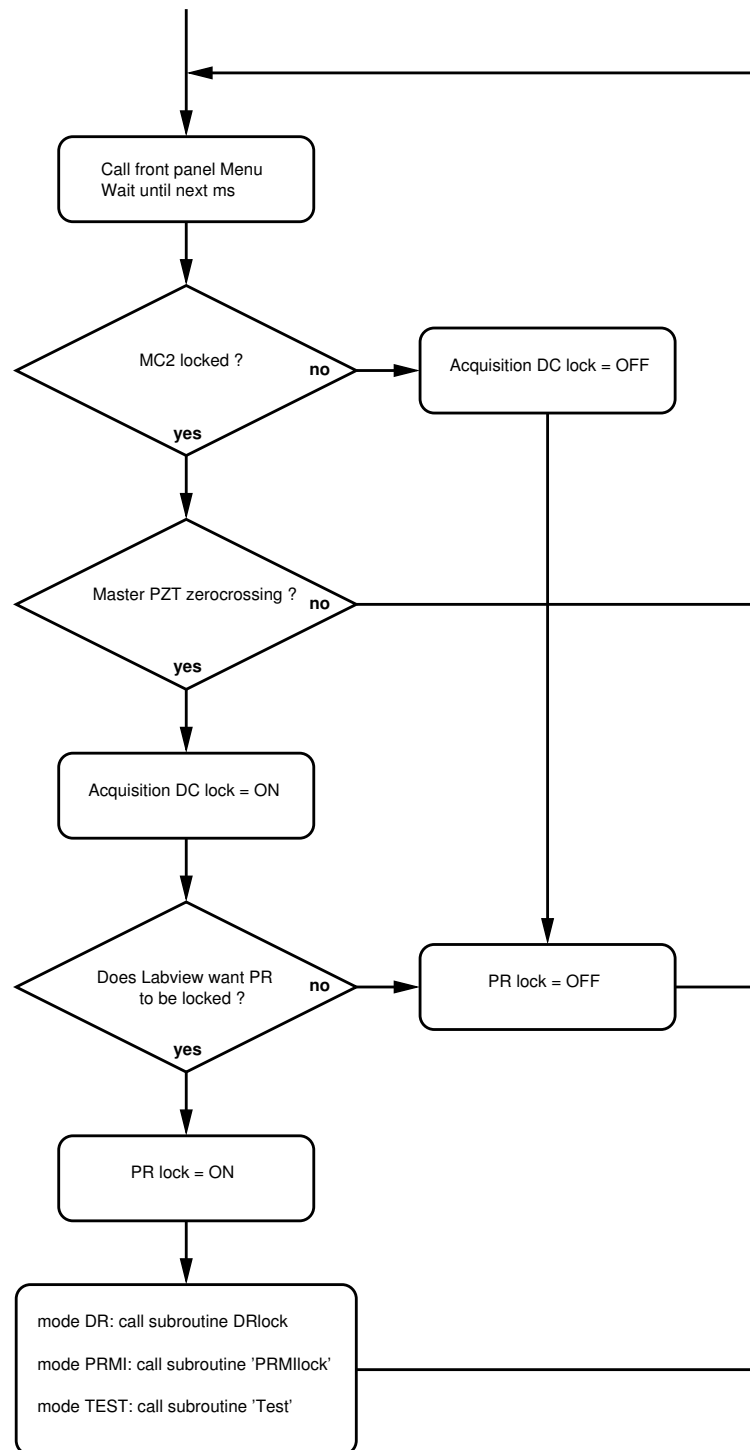 Call front panel Menu
Wait until next ms
MC2 locked ?
no
Acquisition DC lock = OFF
yes
Master PZT zerocrossing ?
no
yes
Acquisition DC lock = ON
Does Labview want PR
to be locked ?
no
PR lock = OFF
yes
PR lock = ON
mode DR: call subroutine DRlock
mode PRMI: call subroutine 'PRMIlock'
mode TEST: call subroutine 'Test'